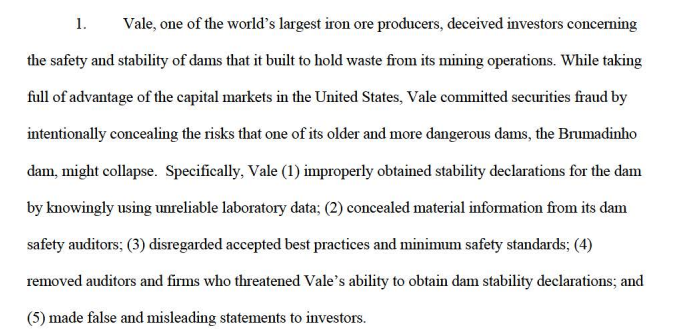 1. Vale, one of the world’s largest iron ore producers, deceived investors concerning
the safety and stability of dams that it built to hold waste from its mining operations. While taking
full of advantage of the capital markets in the United States, Vale committed securities fraud by
intentionally concealing the risks that one of its older and more dangerous dams, the Brumadinho
dam, might collapse.  Specifically, Vale (1) improperly obtained stability declarations for the dam
by knowingly using unreliable laboratory data; (2) concealed material information from its dam
safety auditors; (3) disregarded accepted best practices and minimum safety standards; (4)
removed auditors and firms who threatened Vale’s ability to obtain dam stability declarations; and
(5) made false and misleading statements to investors.